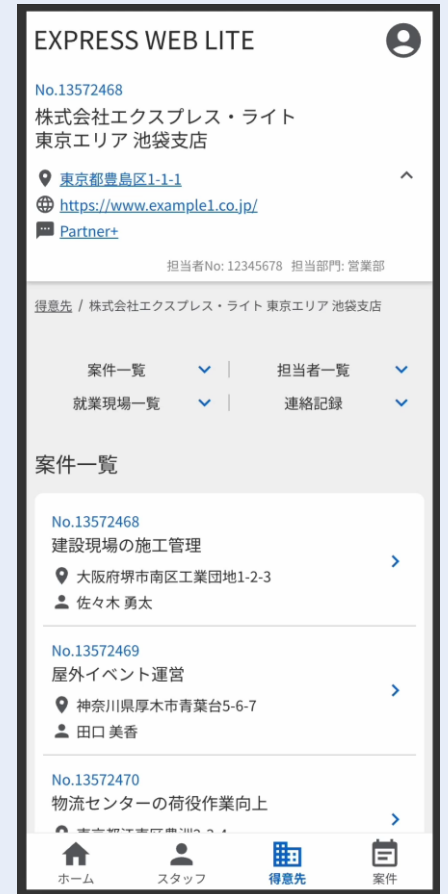 EXPRESS WEB LITE
No.13572468
株式会社エクスプレス・ライト
東京エリア 池袋支店
東京都豊島区1-1-1
https://www.example1.co.jp/
Partner+
担当者No: 12345678 担当部門: 営業部
得意先 / 株式会社エクスプレス・ライト 東京エリア 池袋支店
案件一覧 担当者一覧
就業現場一覧 連絡記録
案件一覧
No.13572468
建設現場の施工管理
大阪府堺市南区工業団地1-2-3
佐々木 勇太
No.13572469
屋外イベント運営
神奈川県厚木市青葉台5-6-7
田口 美香
No.13572470
物流センターの荷役作業向上
ホーム スタッフ 得意先 案件